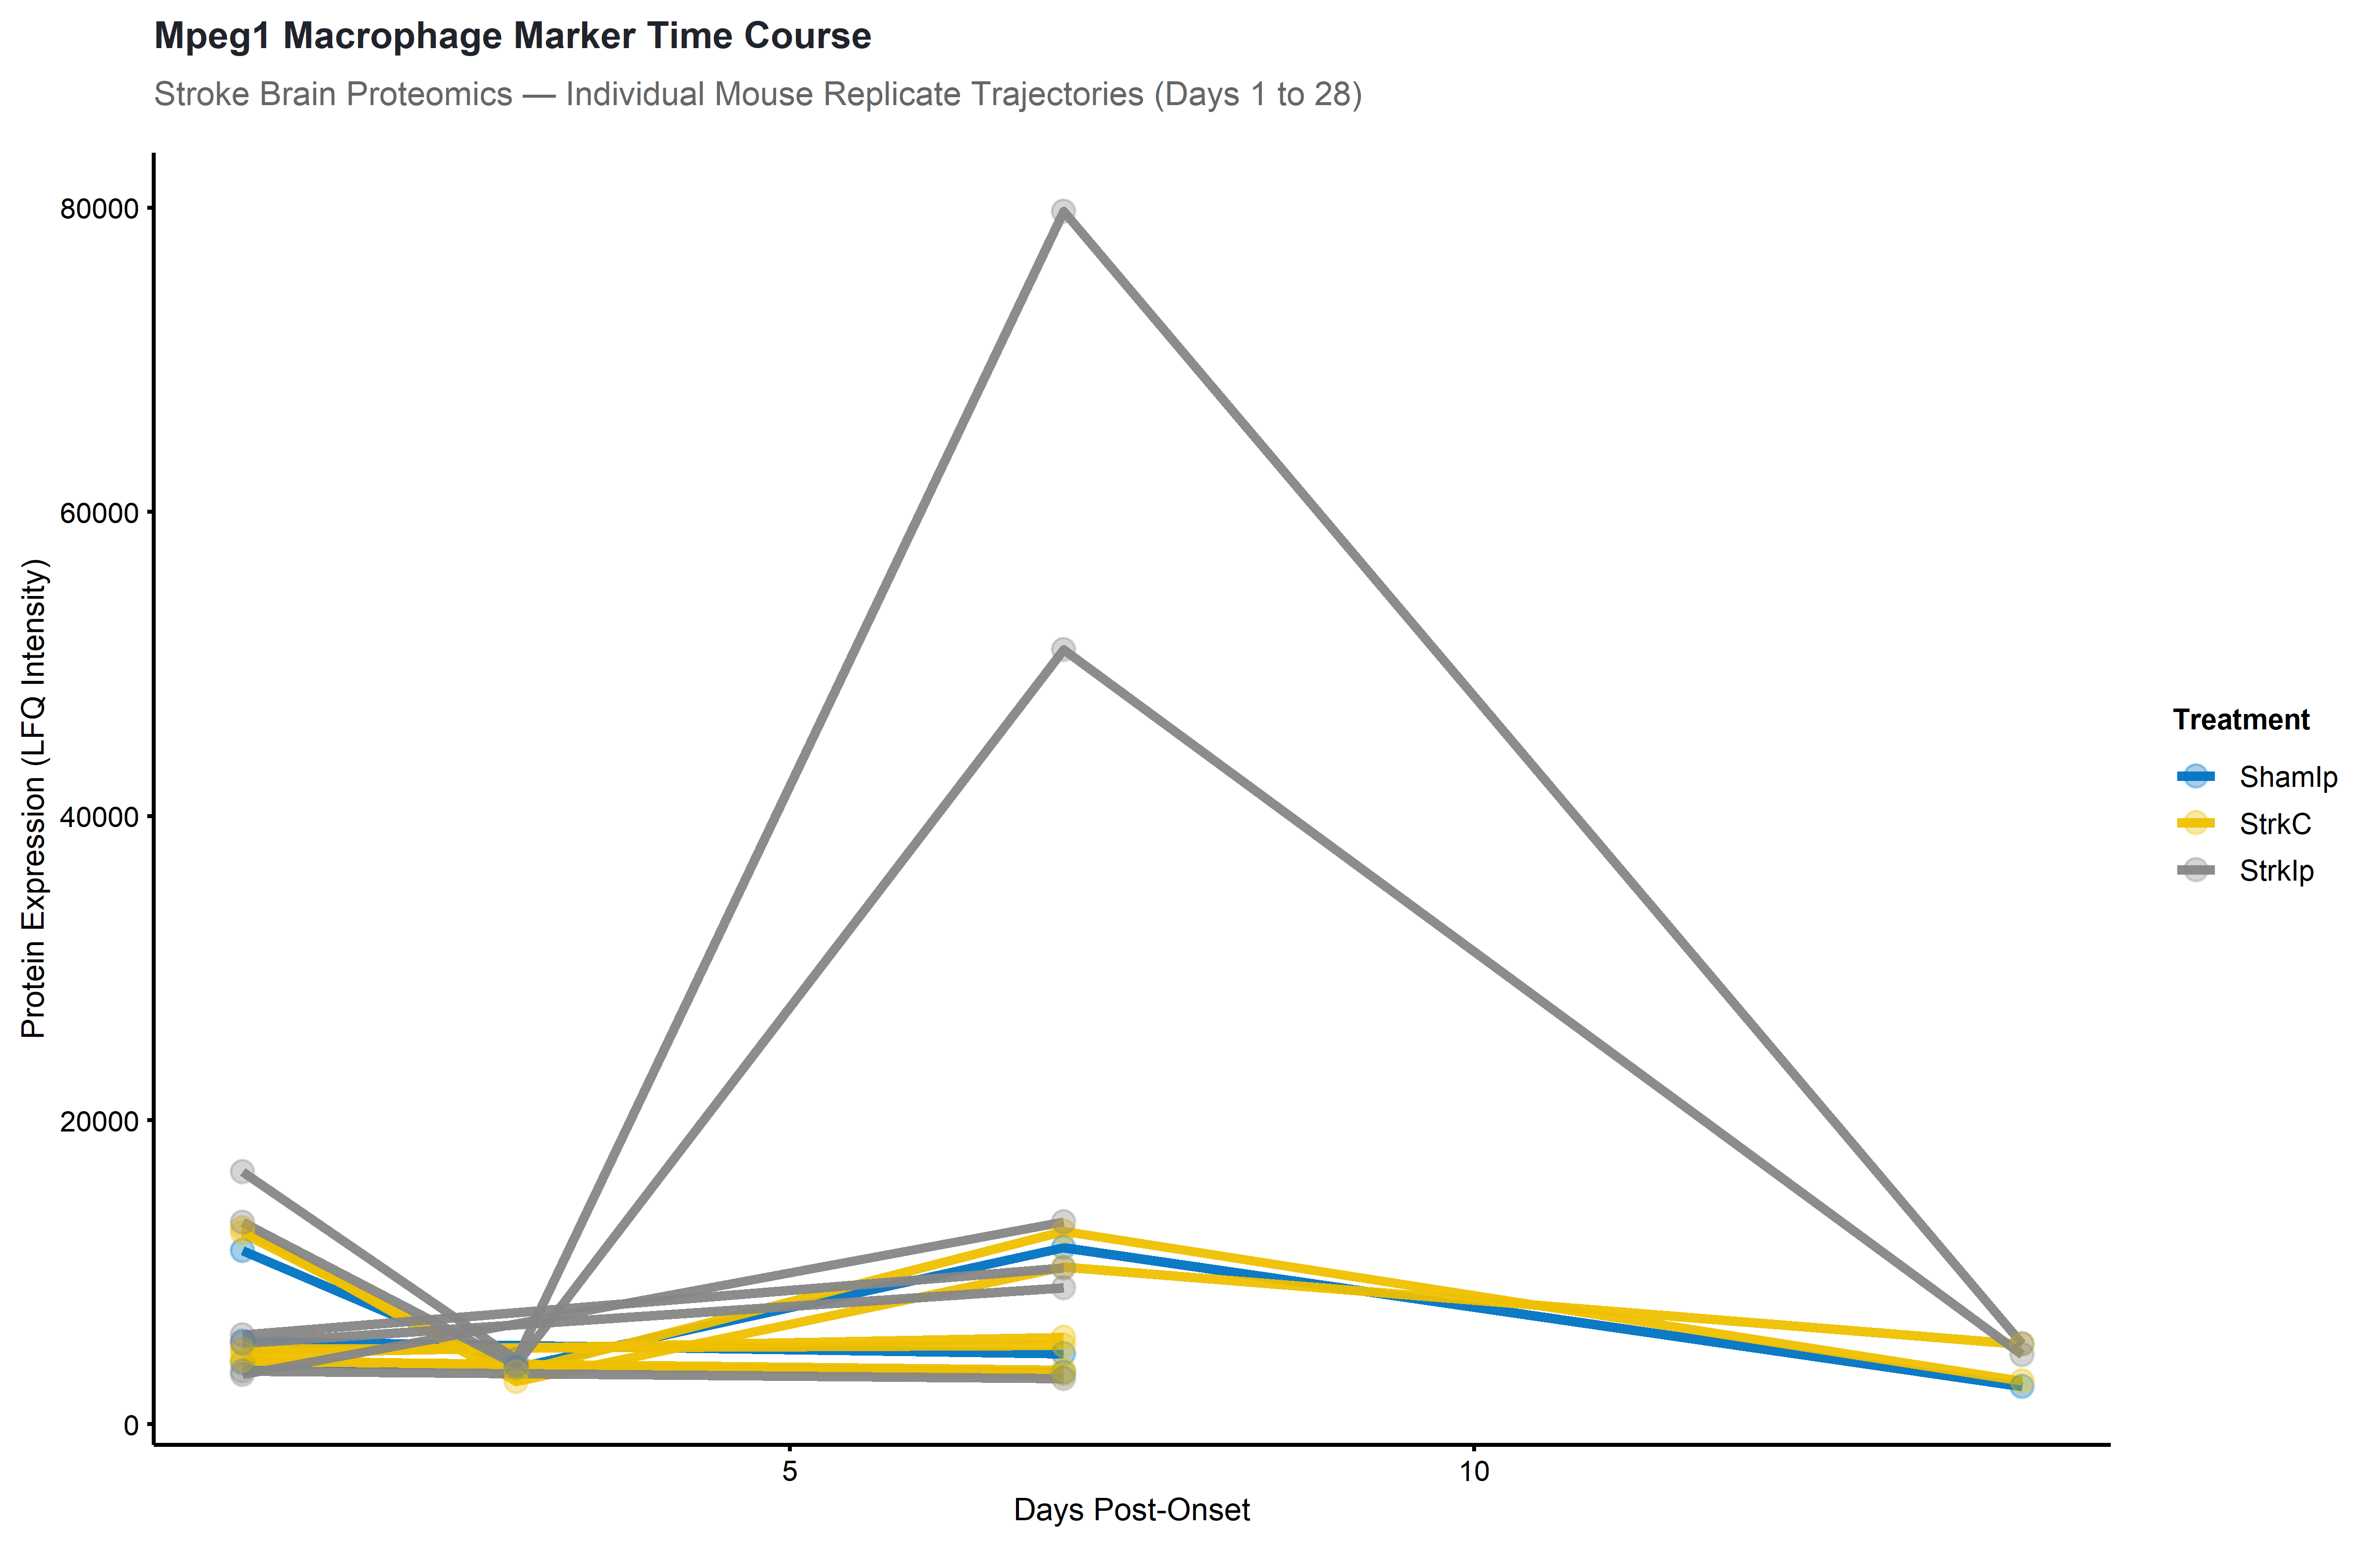 Mpeg1 Macrophage Marker Time Course
Stroke Brain Proteomics — Individual Mouse Replicate Trajectories (Days 1 to 28)
Protein Expression (LFQ Intensity)
80000
60000
40000
20000
0
5
10
Days Post-Onset
Treatment
ShamIp
StrkC
StrkIp